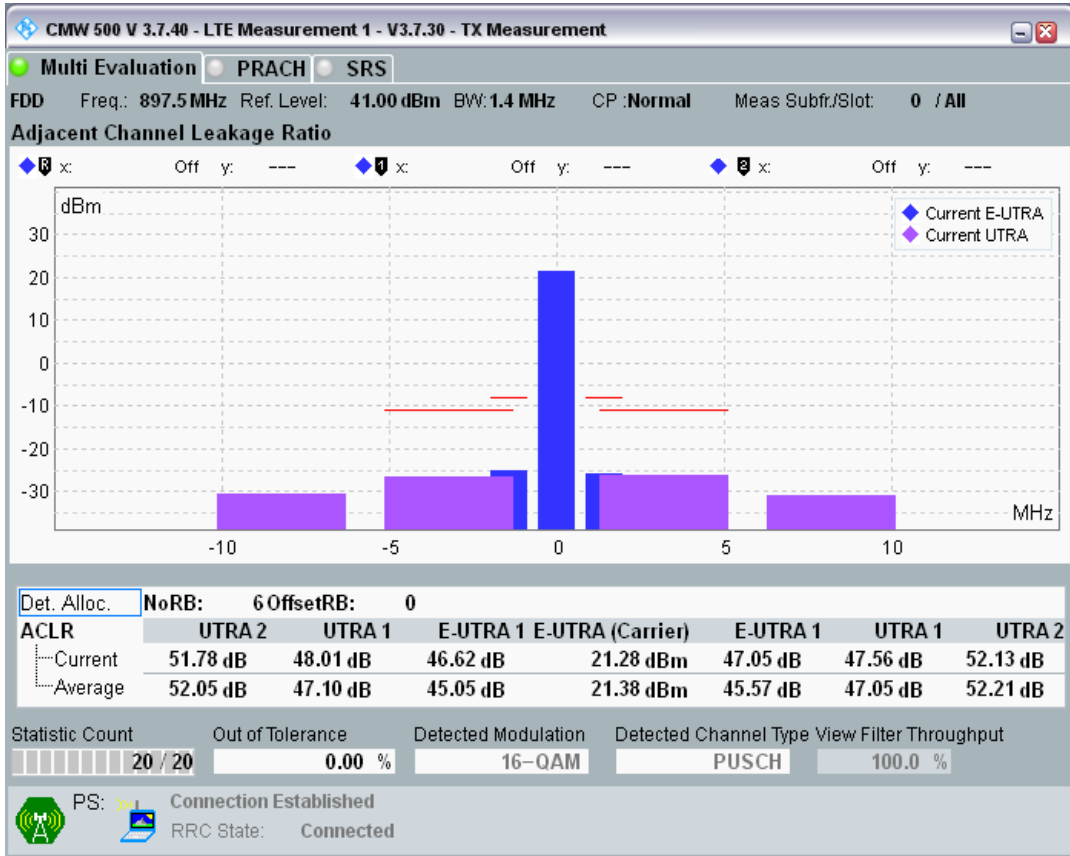 CMW 500 V 3.7.40 - LTE Measurement 1 - V3.7.30 - TX Measurement
Multi Evaluation PRACH SRS
FDD Freq.: 897.5 MHz Ref. Level: 41.00 dBm BW: 1.4 MHz CP :Normal Meas Subfr./Slot: 0 / All
Adjacent Channel Leakage Ratio
R x: Off y: --- 1 x: Off y: --- 2 x: Off y: ---
dBm
Current E-UTRA
Current UTRA
30
20
10
0
-10
-20
-30
MHz
-10 -5 0 5 10
Det. Alloc. NoRB: 6 OffsetRB: 0
ACLR UTRA 2 UTRA 1 E-UTRA 1 E-UTRA (Carrier) E-UTRA 1 UTRA 1 UTRA 2
Current 51.78 dB 48.01 dB 46.62 dB 21.28 dBm 47.05 dB 47.56 dB 52.13 dB
Average 52.05 dB 47.10 dB 45.05 dB 21.38 dBm 45.57 dB 47.05 dB 52.21 dB
Statistic Count Out of Tolerance Detected Modulation Detected Channel Type View Filter Throughput
20 / 20 0.00 % 16-QAM PUSCH 100.0 %
PS: Connection Established
RRC State: Connected